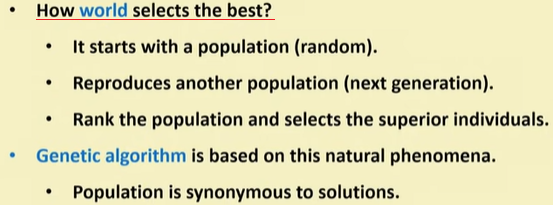 • How world selects the best?
• It starts with a population (random).
• Reproduces another population (next generation).
• Rank the population and selects the superior individuals.
• Genetic algorithm is based on this natural phenomena.
• Population is synonymous to solutions.